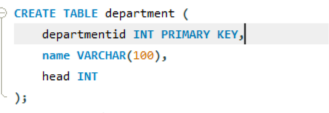 CREATE TABLE department (
departmentid INT PRIMARY KEY,
name VARCHAR(100),
head INT
);